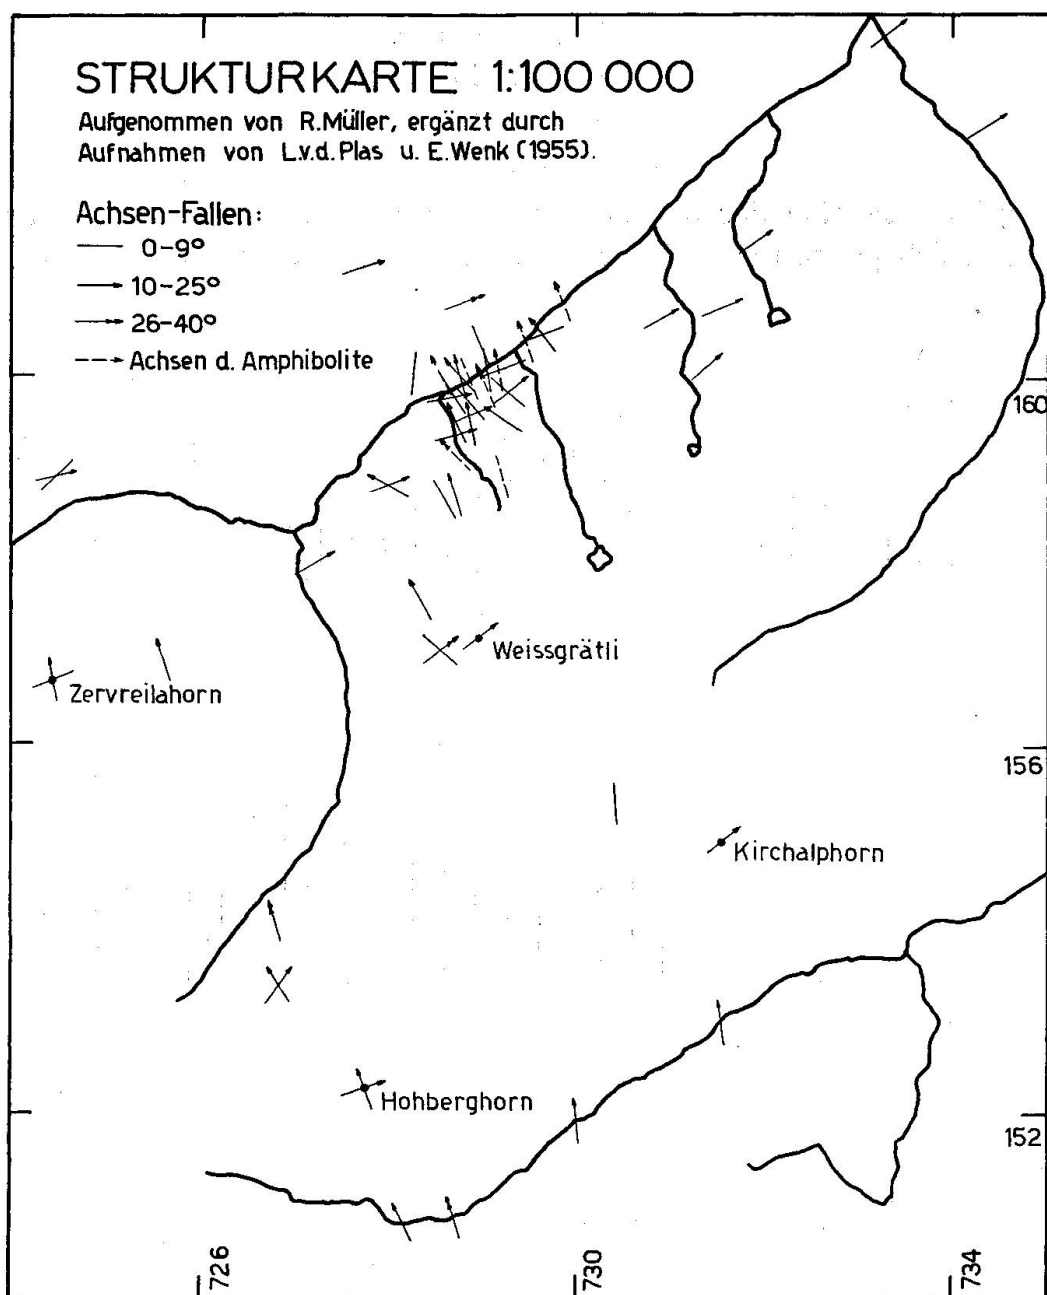 STRUKTURKARTE 1:100 000
Aufgenommen von R.Müller, ergänzt durch
Aufnahmen von L.v.d.Plas u. E.Wenk (1955).
Achsen-Fallen:
0-9°
10-25°
26-40°
Achsen d. Amphibolite
160
Weissgrätli
Zervreilahorn
156
Kirchalphorn
Hohberghorn
152
726
730
734